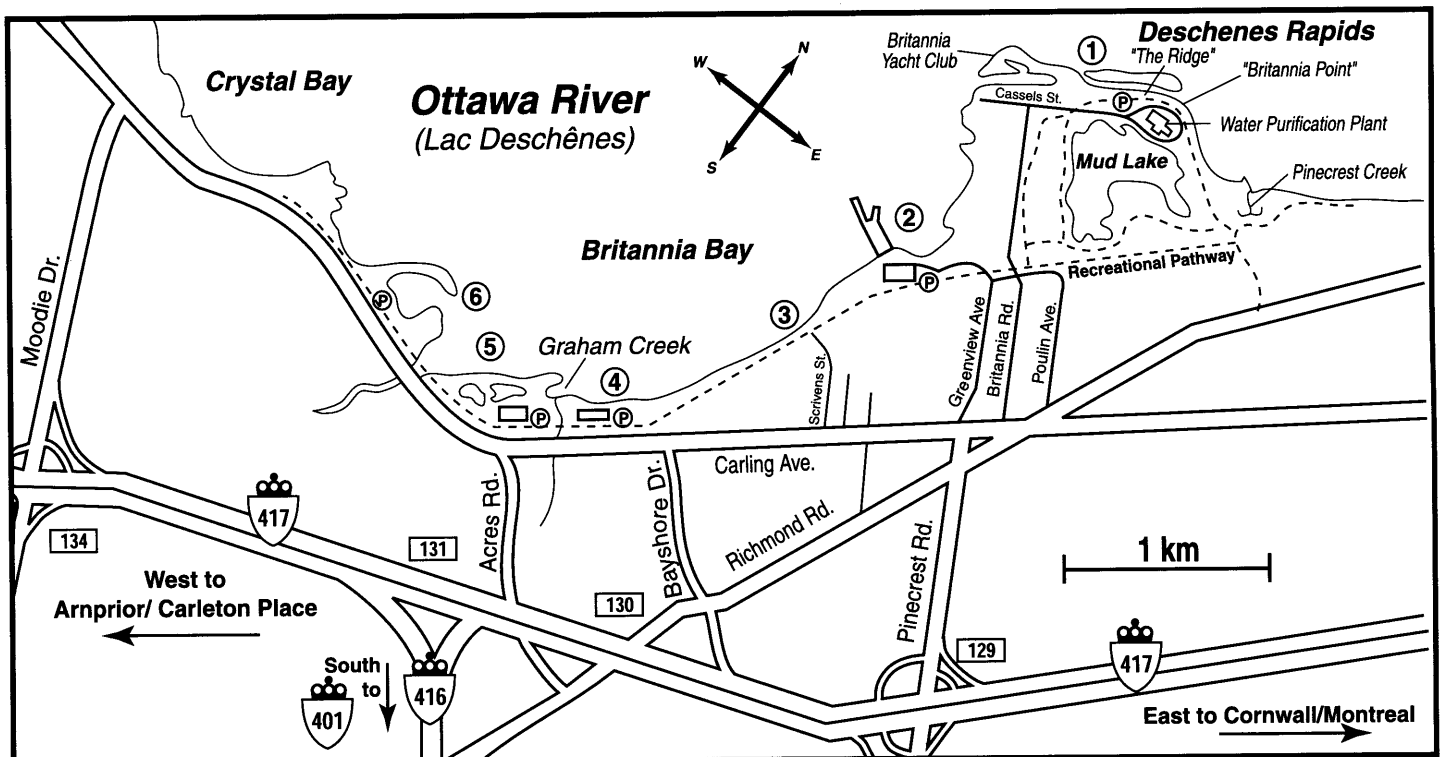 Deschenes Rapids
Britannia
Yacht Club
1
"The Ridge"
"Britannia Point"
Crystal Bay
Ottawa River
(Lac Deschênes)
N
W
E
S
Cassels St.
P
Water Purification Plant
Mud Lake
Pinecrest Creek
2
Britannia Bay
Recreational Pathway
P
Moodie Dr.
P
6
3
5
Graham Creek
4
Scrivens St.
Greenview Ave
Britannia Rd.
Poulin Ave.
P
P
Carling Ave.
Acres Rd.
Bayshore Dr.
Richmond Rd.
Pinecrest Rd.
417
134
131
1 km
West to
Arnprior/ Carleton Place
130
129
417
South
to
416
401
East to Cornwall/Montreal